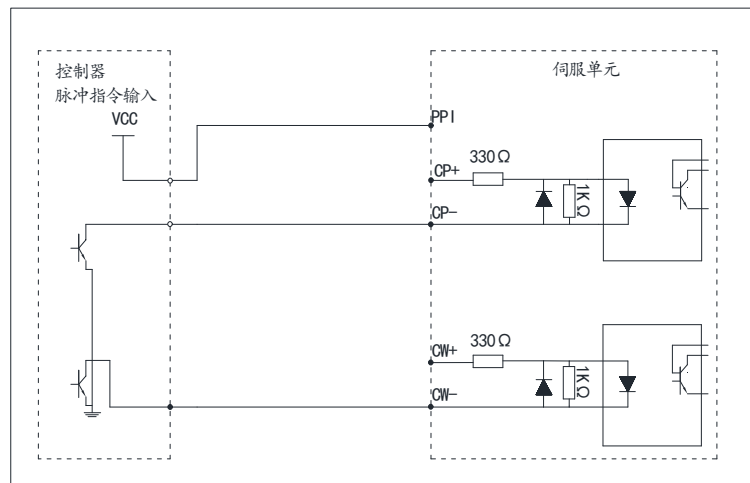 控制器
脉冲指令输入
VCC
伺服单元
PPI
330Ω
CP+
1KΩ
CP-
330Ω
CW+
1KΩ
CW-